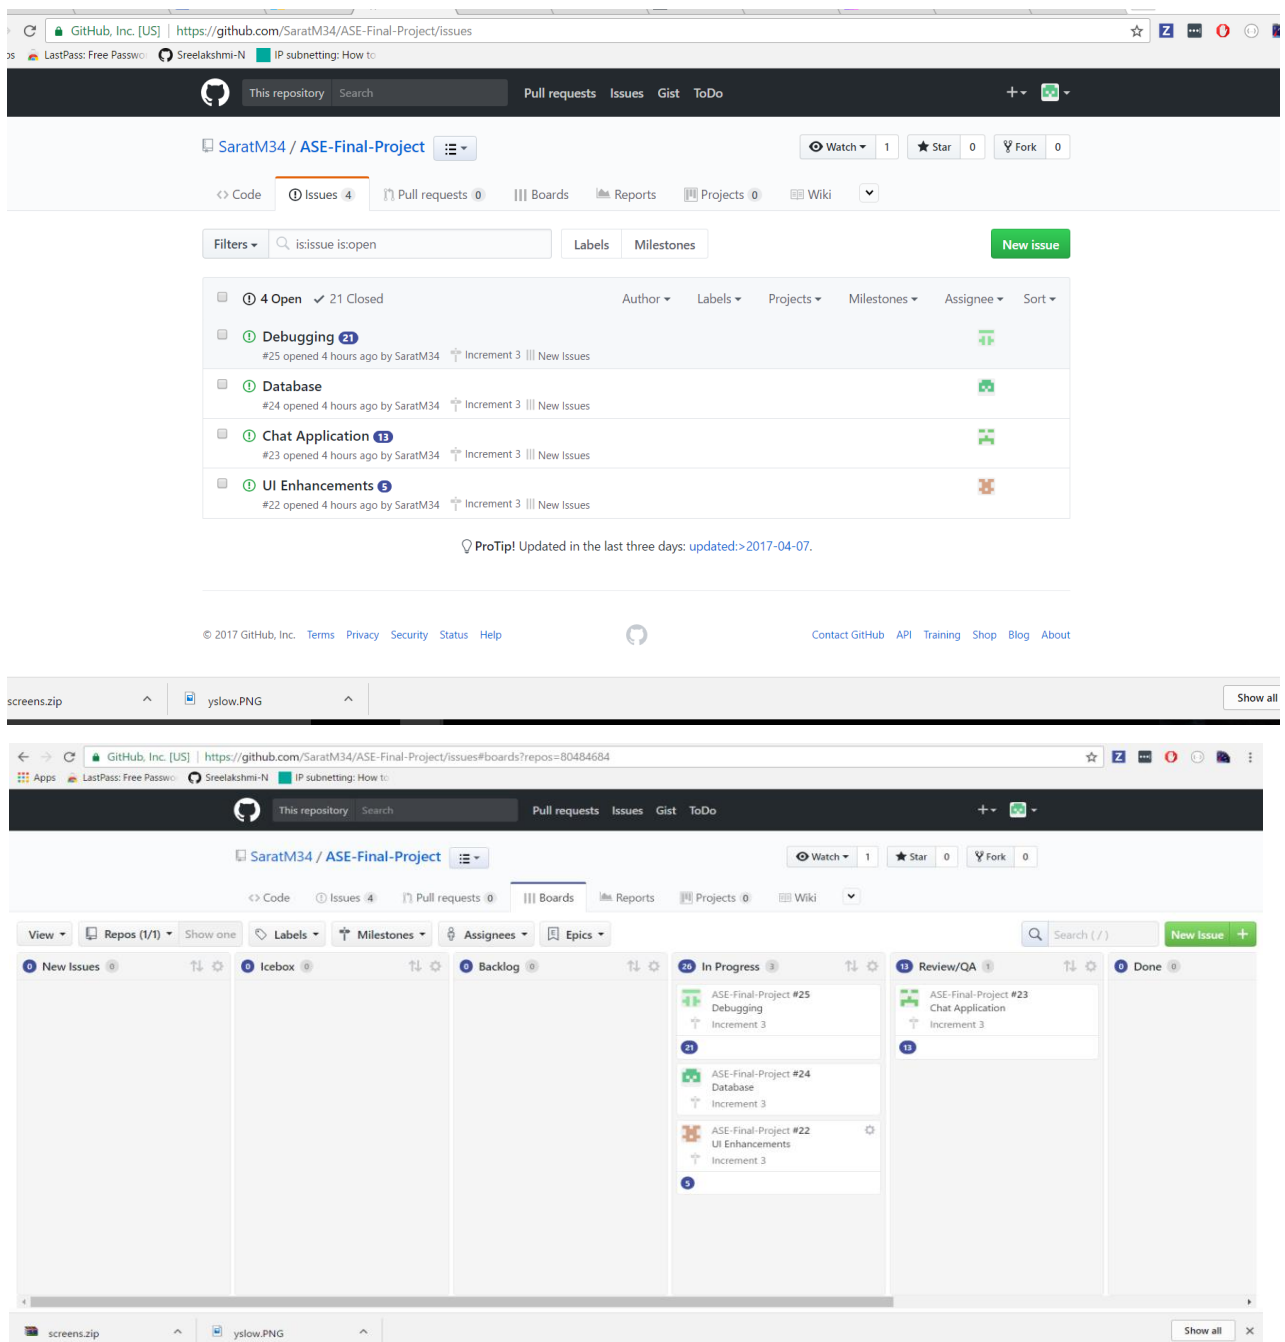 GitHub, Inc. [US] | https://github.com/SaratM34/ASE-Final-Project/issues
LastPass: Free Passwo Sreelakshmi-N IP subnetting: How to
This repository Search Pull requests Issues Gist ToDo
SaratM34 / ASE-Final-Project Watch 1 Star 0 Fork 0
Code Issues 4 Pull requests 0 Boards Reports Projects 0 Wiki
Filters is:issue is:open Labels Milestones New issue
4 Open 21 Closed Author Labels Projects Milestones Assignee Sort
Debugging 21
#25 opened 4 hours ago by SaratM34 Increment 3 New Issues
Database
#24 opened 4 hours ago by SaratM34 Increment 3 New Issues
Chat Application 13
#23 opened 4 hours ago by SaratM34 Increment 3 New Issues
UI Enhancements 5
#22 opened 4 hours ago by SaratM34 Increment 3 New Issues
ProTip! Updated in the last three days: updated:>2017-04-07.
© 2017 GitHub, Inc. Terms Privacy Security Status Help Contact GitHub API Training Shop Blog About
screens.zip yslow.PNG Show all
GitHub, Inc. [US] | https://github.com/SaratM34/ASE-Final-Project/issues#boards?repos=80484684
Apps LastPass: Free Passwo Sreelakshmi-N IP subnetting: How to
This repository Search Pull requests Issues Gist ToDo
SaratM34 / ASE-Final-Project Watch 1 Star 0 Fork 0
Code Issues 4 Pull requests 0 Boards Reports Projects 0 Wiki
View Repos (1/1) Show one Labels Milestones Assignees Epics Search ( / ) New Issue +
0 New Issues 0 0 Icebox 0 0 Backlog 0 26 In Progress 3 13 Review/QA 1 0 Done 0
ASE-Final-Project #25 ASE-Final-Project #23
Debugging Chat Application
Increment 3 Increment 3
21 13
ASE-Final-Project #24
Database
Increment 3
ASE-Final-Project #22
UI Enhancements
Increment 3
5
screens.zip yslow.PNG Show all